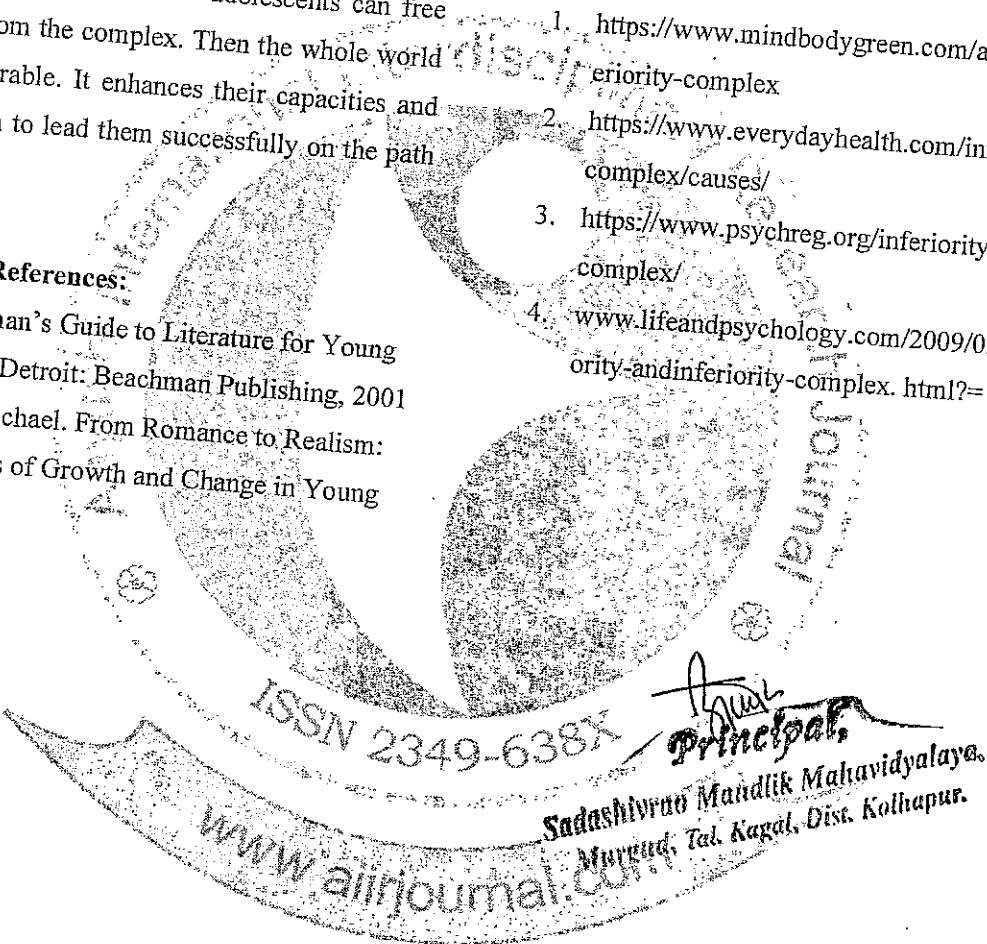 can free
om the complex. Then the whole world
rable. It enhances their capacities and
to lead them successfully on the path
References:
an's Guide to Literature for Young
Detroit: Beachman Publishing, 2001
chael. From Romance to Realism:
s of Growth and Change in Young
1. https://www.mindbodygreen.com/a
eriority-complex
2. https://www.everydayhealth.com/in
complex/causes/
3. https://www.psychreg.org/inferiority
complex/
4. www.lifeandpsychology.com/2009/0
ority-andinferiority-complex. html?=
Journal
ISSN 2349-638X
www.aiirjournal.com
Principal,
Sadashivrao Mandlik Mahavidyalaya,
Murgud, Tal. Kagal, Dist. Kolhapur.